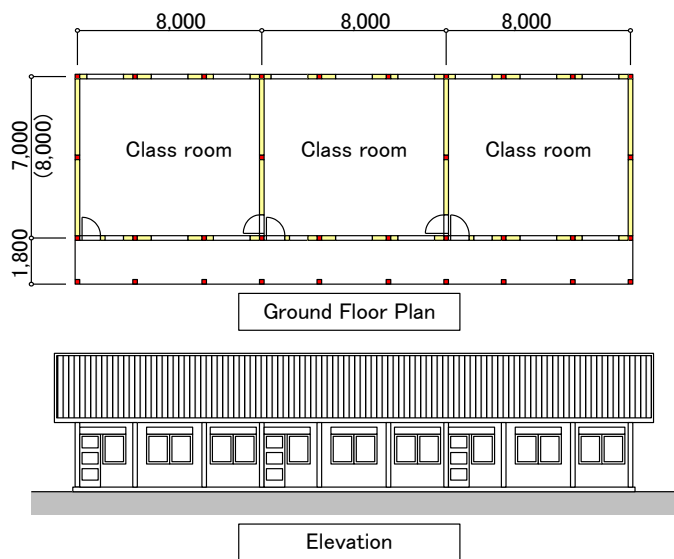 8,000
8,000
8,000
7,000
(8,000)
Class room
Class room
Class room
1,800
Ground Floor Plan
Elevation